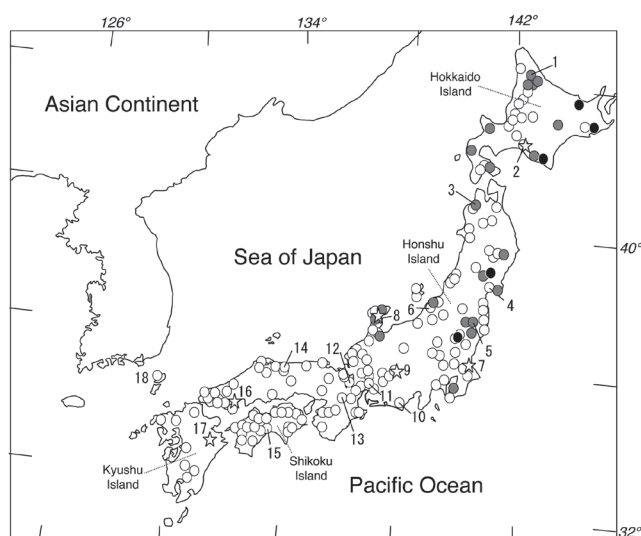 126°
134°
142°
1
Hokkaido
Island
Asian Continent
2
3
40°
Honshu
Island
Sea of Japan
4
6
8
5
14
12
7
9
18
16
11
10
13
17
15
Shikoku
Island
Kyushu
Island
Pacific Ocean
32°